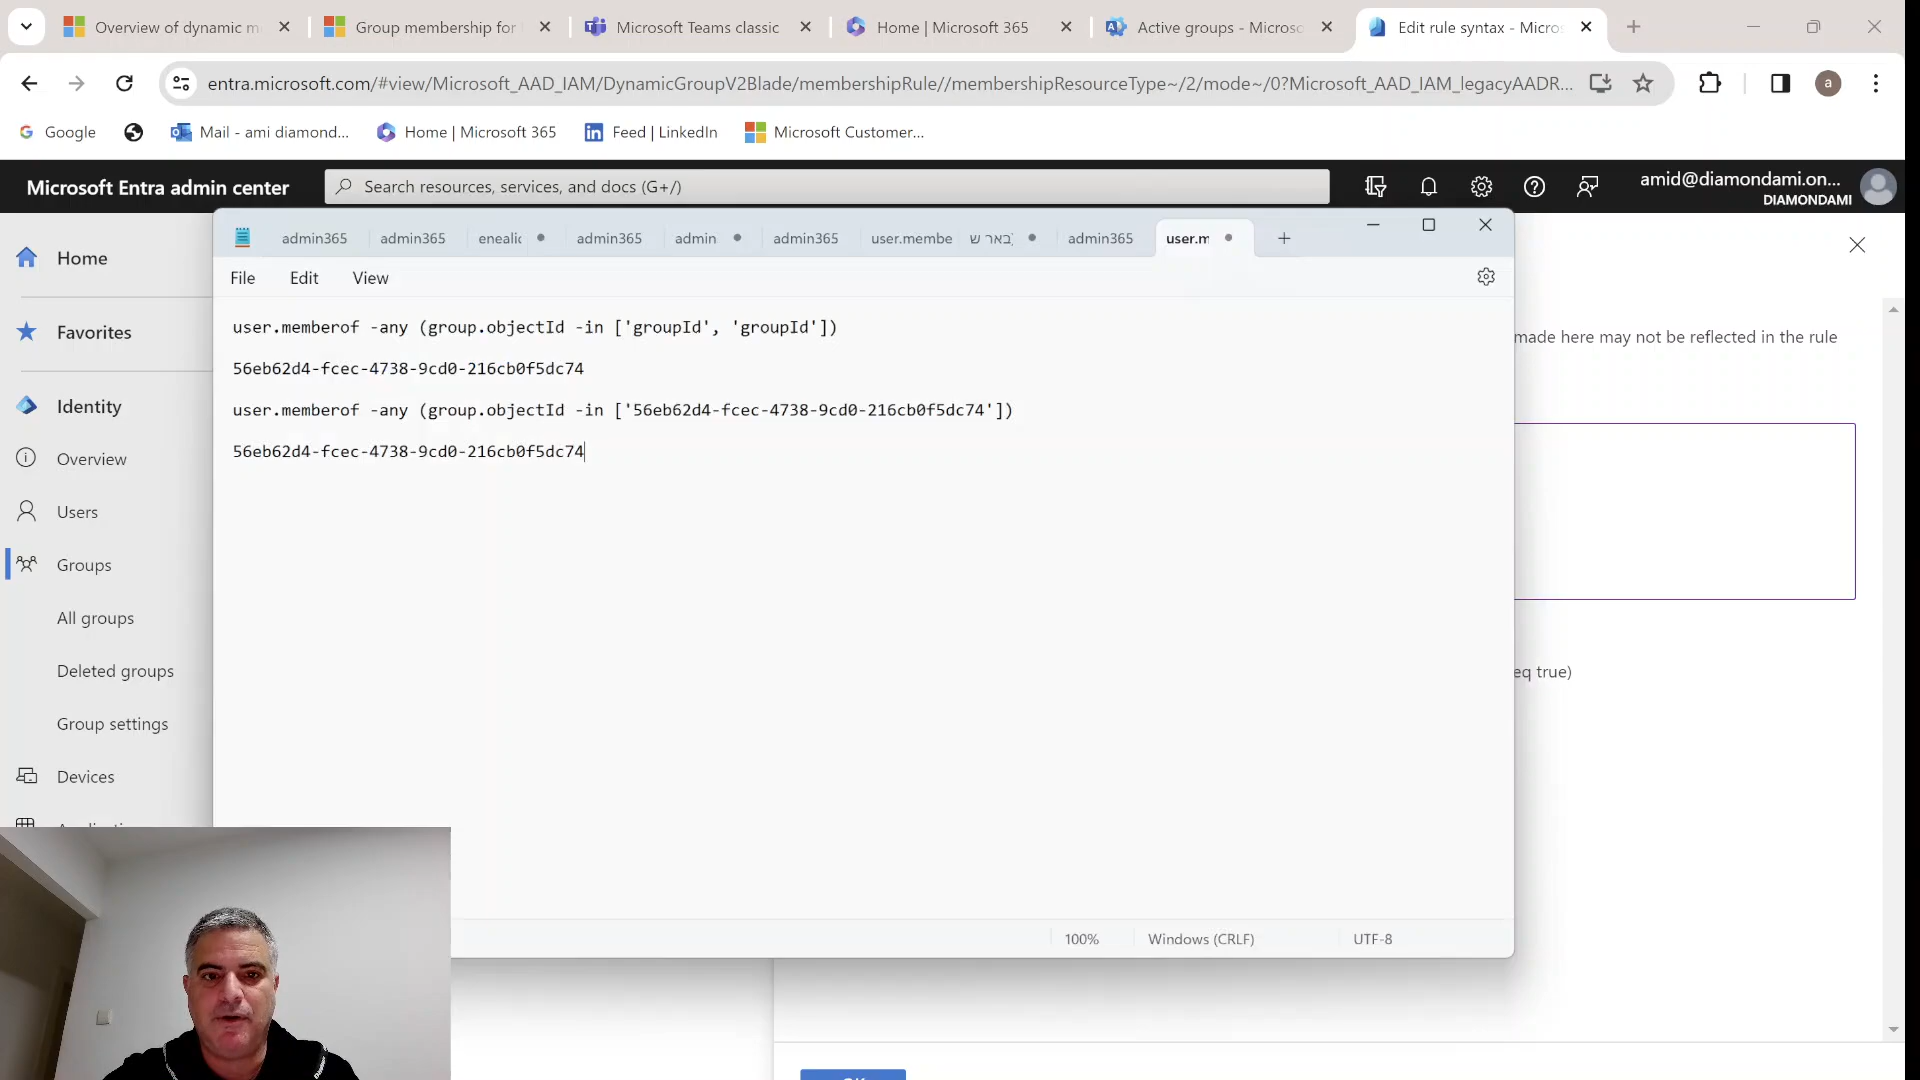 Overview of dynamic m
Group membership for
Microsoft Teams classic
Home | Microsoft 365
Active groups - Microso
Edit rule syntax - Micros
entra.microsoft.com/#view/Microsoft_AAD_IAM/DynamicGroupV2Blade/membershipRule//membershipResourceType~/2/mode~/0?Microsoft_AAD_IAM_legacyAADR...
a
Google
Mail - ami diamond...
Home | Microsoft 365
Feed | LinkedIn
Microsoft Customer...
Microsoft Entra admin center
Search resources, services, and docs (G+/)
amid@diamondami.on...
DIAMONDAMI
Home
Favorites
Identity
Overview
Users
Groups
All groups
Deleted groups
Group settings
Devices
admin365
admin365
enealic
admin365
admin
admin365
user.membe
באר ש
admin365
user.m
File
Edit
View
user.memberof -any (group.objectId -in ['groupId', 'groupId'])
56eb62d4-fcec-4738-9cd0-216cb0f5dc74
user.memberof -any (group.objectId -in ['56eb62d4-fcec-4738-9cd0-216cb0f5dc74'])
56eb62d4-fcec-4738-9cd0-216cb0f5dc74
100%
Windows (CRLF)
UTF-8
made here may not be reflected in the rule
eq true)